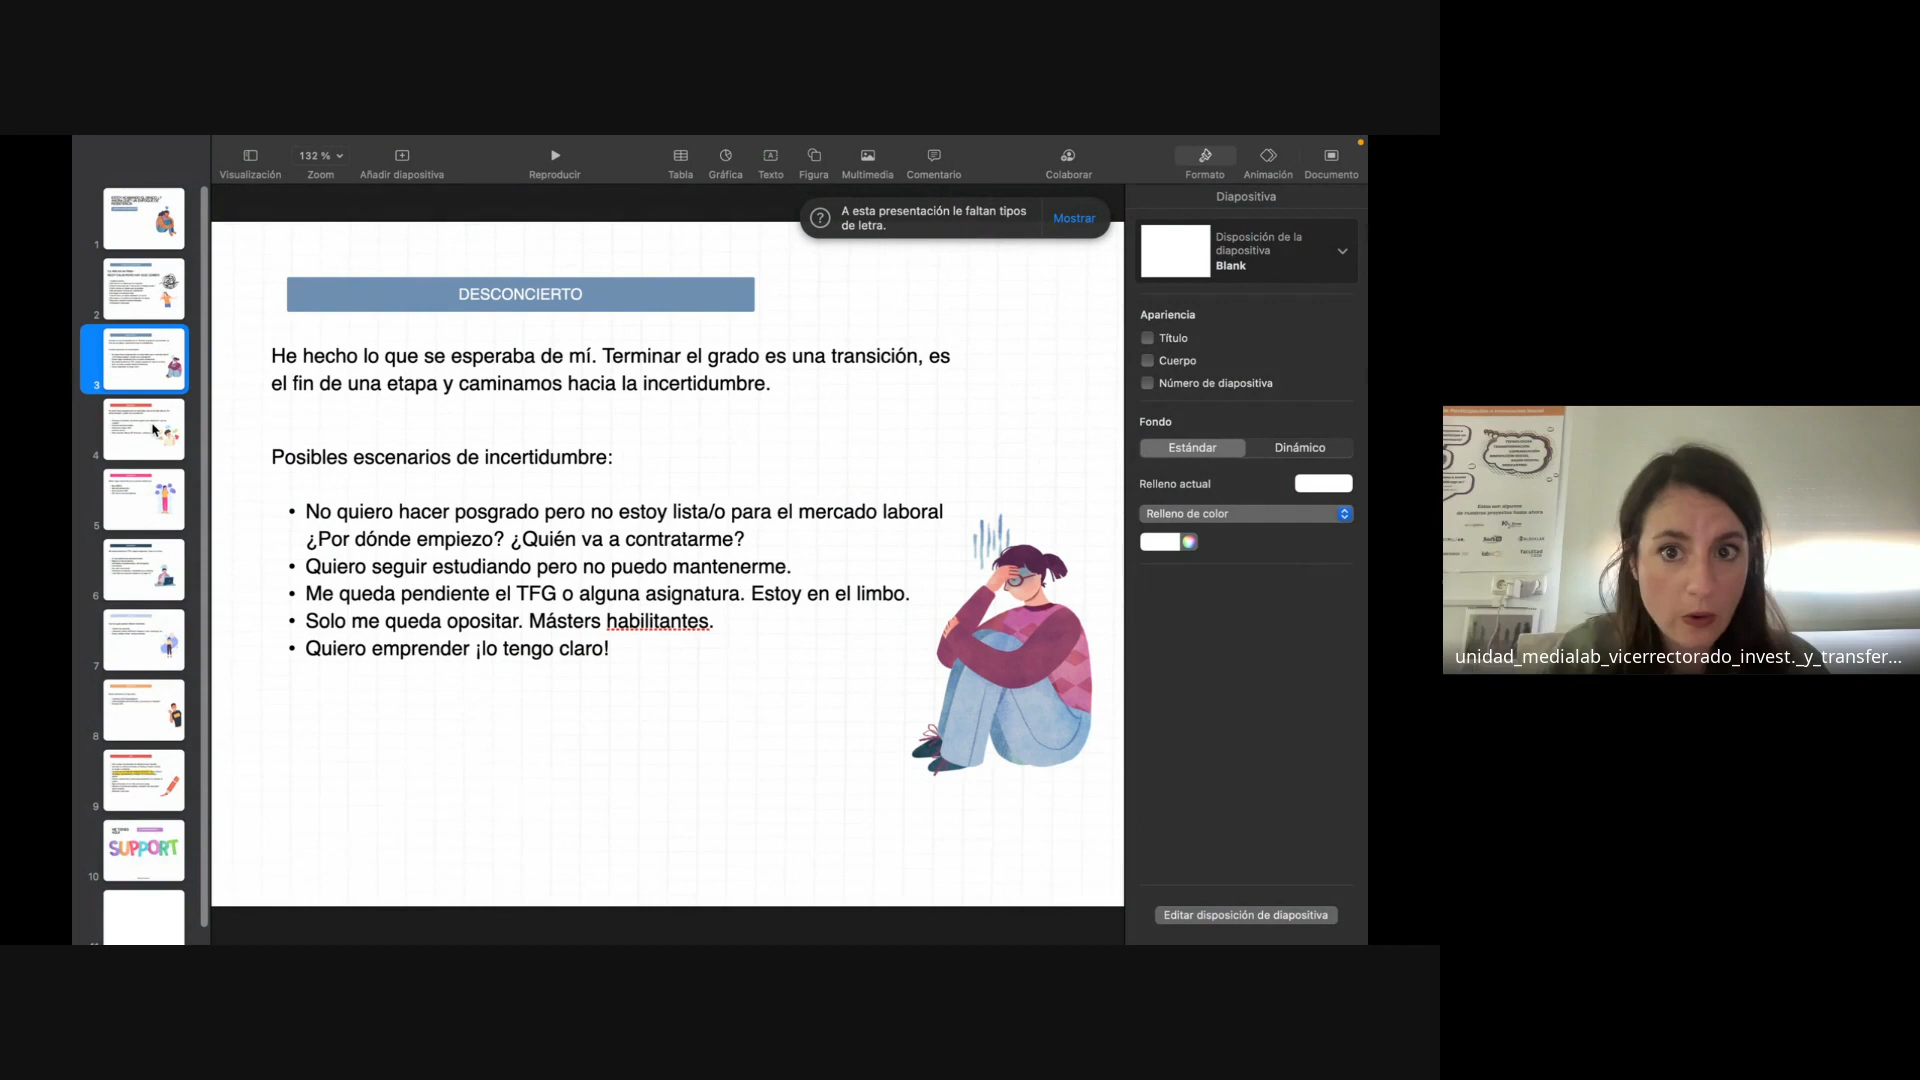 Visualización
132 %
Zoom
Añadir diapositiva
Reproducir
Tabla
Gráfica
Texto
Figura
Multimedia
Comentario
Colaborar
Formato
Animación
Documento
A esta presentación le faltan tipos
de letra.
Mostrar
DESCONCIERTO
He hecho lo que se esperaba de mí. Terminar el grado es una transición, es
el fin de una etapa y caminamos hacia la incertidumbre.
Posibles escenarios de incertidumbre:
• No quiero hacer posgrado pero no estoy lista/o para el mercado laboral
¿Por dónde empiezo? ¿Quién va a contratarme?
• Quiero seguir estudiando pero no puedo mantenerme.
• Me queda pendiente el TFG o alguna asignatura. Estoy en el limbo.
• Solo me queda opositar. Másters habilitantes.
• Quiero emprender ¡lo tengo claro!
1
2
3
4
5
6
7
8
9
10
SUPPORT
Diapositiva
Disposición de la
diapositiva
Blank
Apariencia
Título
Cuerpo
Número de diapositiva
Fondo
Estándar
Dinámico
Relleno actual
Relleno de color
Editar disposición de diapositiva
unidad_medialab_vicerrectorado_invest._y_transfer...